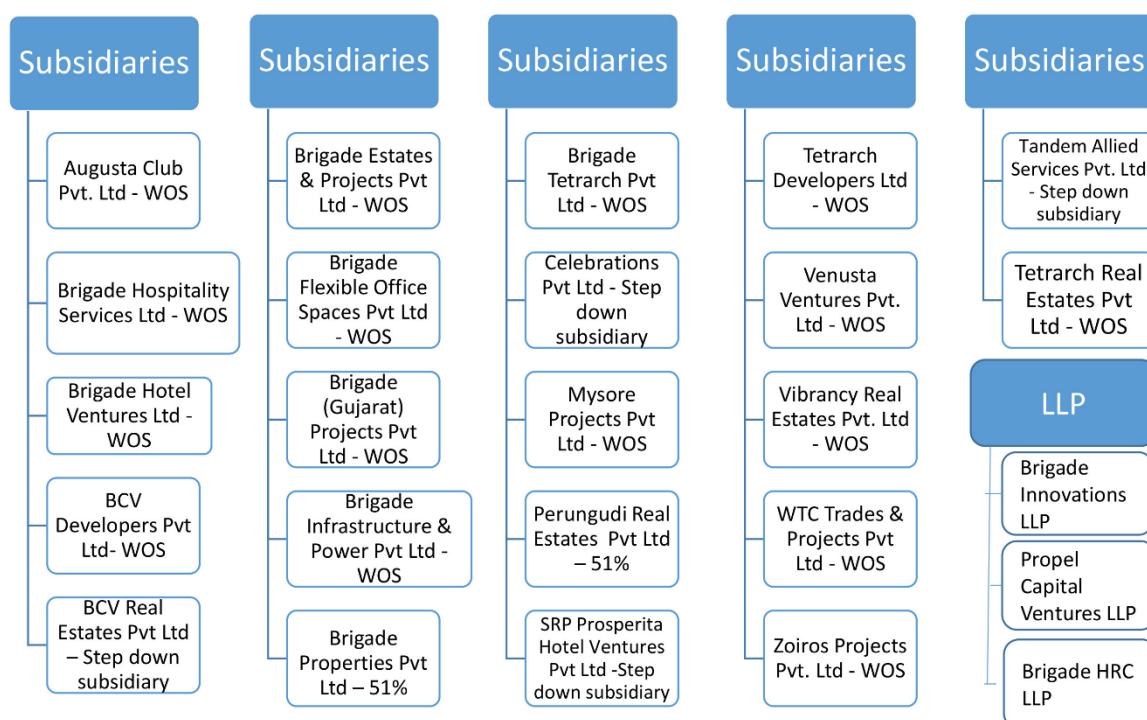 Subsidiaries
Augusta Club
Pvt. Ltd - WOS
Brigade Hospitality
Services Ltd - WOS
Brigade Hotel
Ventures Ltd -
WOS
BCV
Developers Pvt
Ltd- WOS
BCV Real
Estates Pvt Ltd
– Step down
subsidiary
Subsidiaries
Brigade Estates
& Projects Pvt
Ltd - WOS
Brigade
Flexible Office
Spaces Pvt Ltd
- WOS
Brigade
(Gujarat)
Projects Pvt
Ltd - WOS
Brigade
Infrastructure &
Power Pvt Ltd -
WOS
Brigade
Properties Pvt
Ltd – 51%
Subsidiaries
Brigade
Tetrarch Pvt
Ltd - WOS
Celebrations
Pvt Ltd - Step
down
subsidiary
Mysore
Projects Pvt
Ltd - WOS
Perungudi Real
Estates Pvt Ltd
– 51%
SRP Prosperita
Hotel Ventures
Pvt Ltd -Step
down subsidiary
Subsidiaries
Tetrarch
Developers Ltd
- WOS
Venusta
Ventures Pvt.
Ltd - WOS
Vibrancy Real
Estates Pvt. Ltd
- WOS
WTC Trades &
Projects Pvt
Ltd - WOS
Zoiros Projects
Pvt. Ltd - WOS
Subsidiaries
Tandem Allied
Services Pvt. Ltd
- Step down
subsidiary
Tetrarch Real
Estates Pvt
Ltd - WOS
LLP
Brigade
Innovations
LLP
Propel
Capital
Ventures LLP
Brigade HRC
LLP